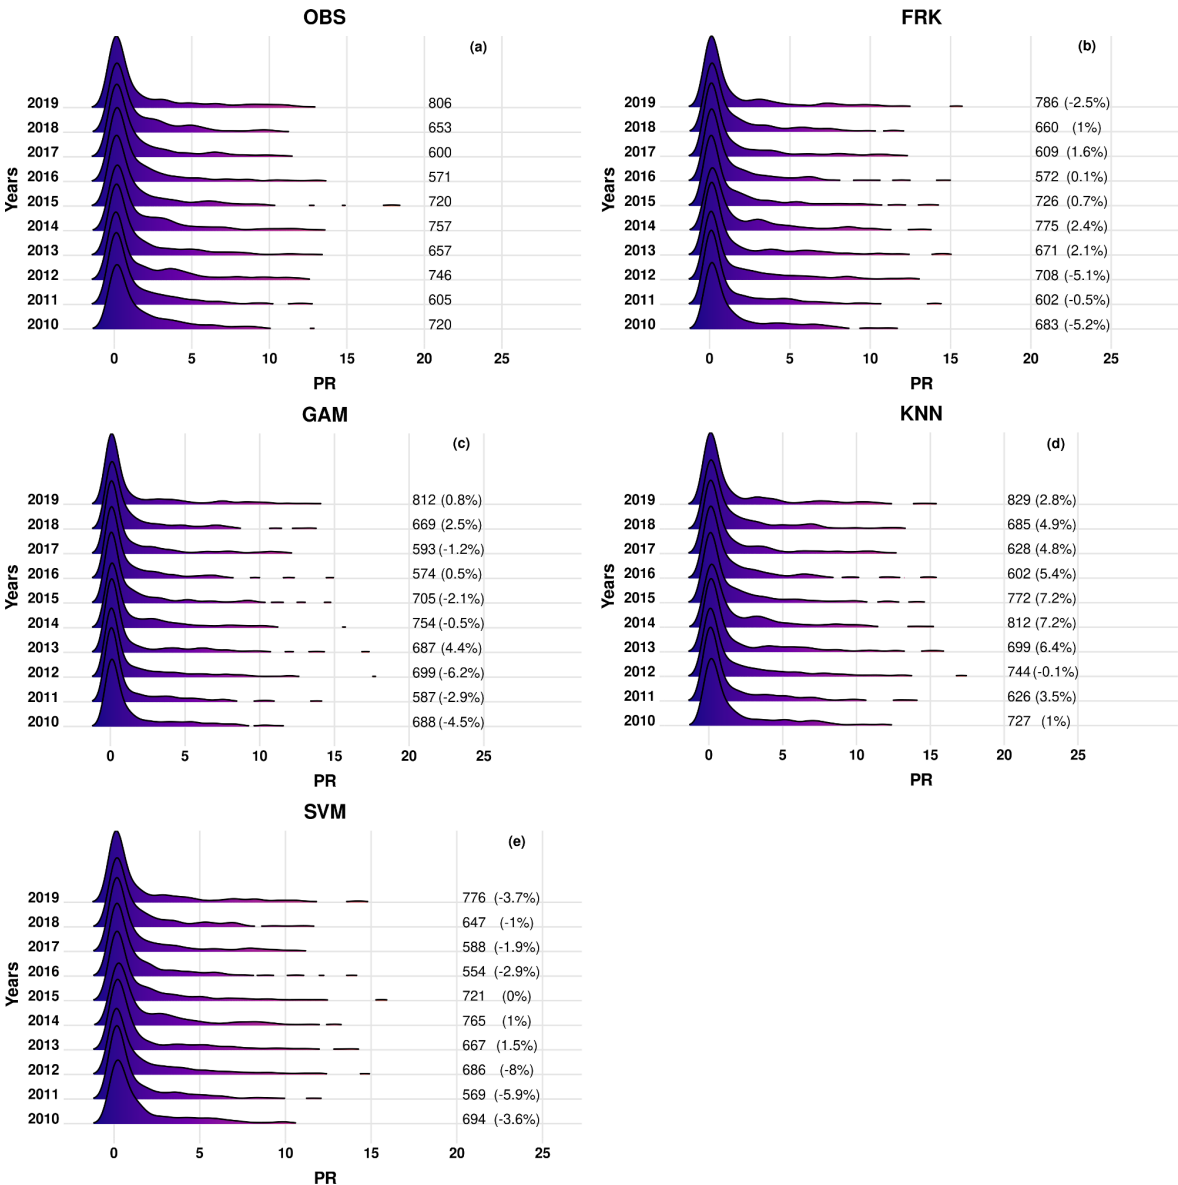 OBS
(a)
2019 806
2018 653
2017 600
2016 571
2015 720
2014 757
2013 657
2012 746
2011 605
2010 720
Years
0 5 10 15 20 25
PR
FRK
(b)
2019 786 (-2.5%)
2018 660 (1%)
2017 609 (1.6%)
2016 572 (0.1%)
2015 726 (0.7%)
2014 775 (2.4%)
2013 671 (2.1%)
2012 708 (-5.1%)
2011 602 (-0.5%)
2010 683 (-5.2%)
Years
0 5 10 15 20 25
PR
GAM
(c)
2019 812 (0.8%)
2018 669 (2.5%)
2017 593 (-1.2%)
2016 574 (0.5%)
2015 705 (-2.1%)
2014 754 (-0.5%)
2013 687 (4.4%)
2012 699 (-6.2%)
2011 587 (-2.9%)
2010 688 (-4.5%)
Years
0 5 10 15 20 25
PR
KNN
(d)
2019 829 (2.8%)
2018 685 (4.9%)
2017 628 (4.8%)
2016 602 (5.4%)
2015 772 (7.2%)
2014 812 (7.2%)
2013 699 (6.4%)
2012 744 (-0.1%)
2011 626 (3.5%)
2010 727 (1%)
Years
0 5 10 15 20 25
PR
SVM
(e)
2019 776 (-3.7%)
2018 647 (-1%)
2017 588 (-1.9%)
2016 554 (-2.9%)
2015 721 (0%)
2014 765 (1%)
2013 667 (1.5%)
2012 686 (-8%)
2011 569 (-5.9%)
2010 694 (-3.6%)
Years
0 5 10 15 20 25
PR